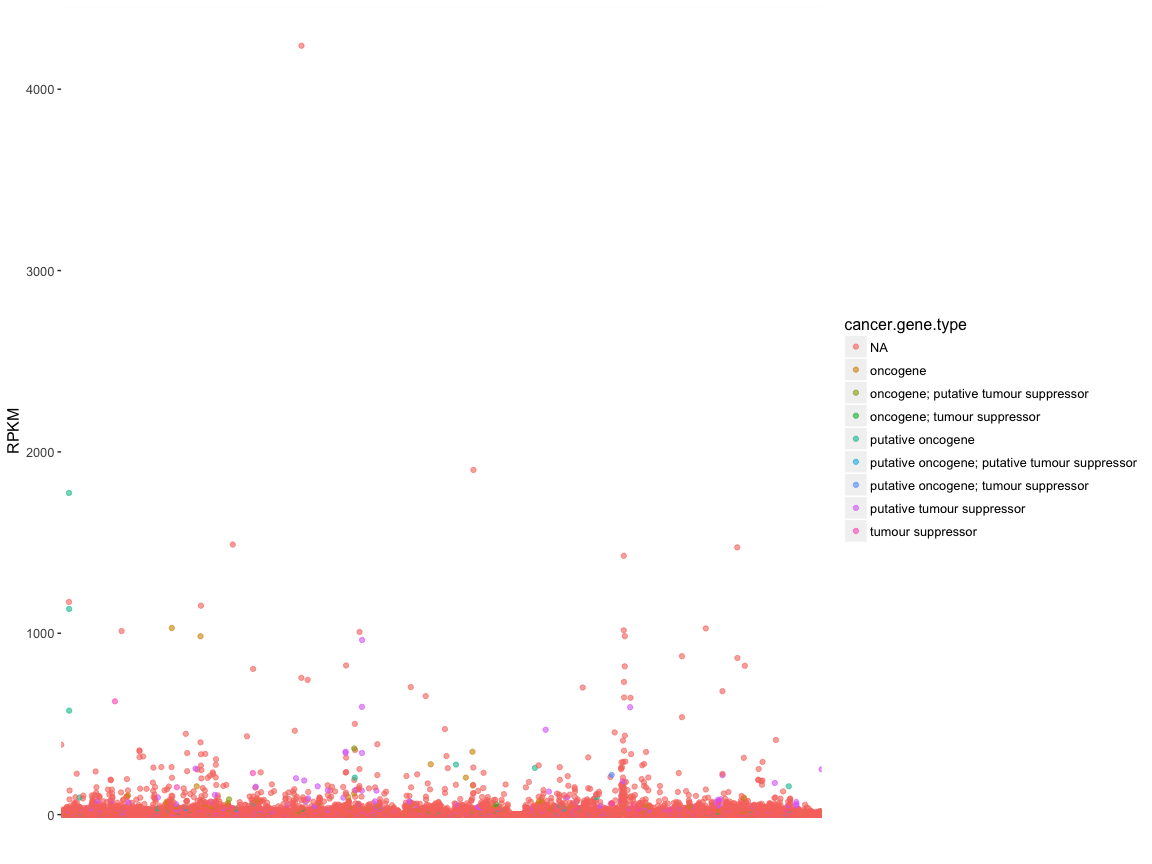 4000
3000
2000
1000
0
RPKM
cancer.gene.type
NA
oncogene
oncogene; putative tumour suppressor
oncogene; tumour suppressor
putative oncogene
putative oncogene; putative tumour suppressor
putative oncogene; tumour suppressor
putative tumour suppressor
tumour suppressor